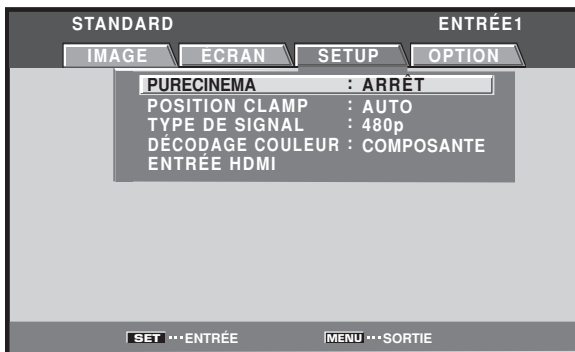 STANDARD ENTRÉE1
IMAGE ÉCRAN SETUP OPTION
PURECINEMA : ARRÊT
POSITION CLAMP : AUTO
TYPE DE SIGNAL : 480p
DÉCODAGE COULEUR : COMPOSANTE
ENTRÉE HDMI
SET ···ENTRÉE MENU ···SORTIE